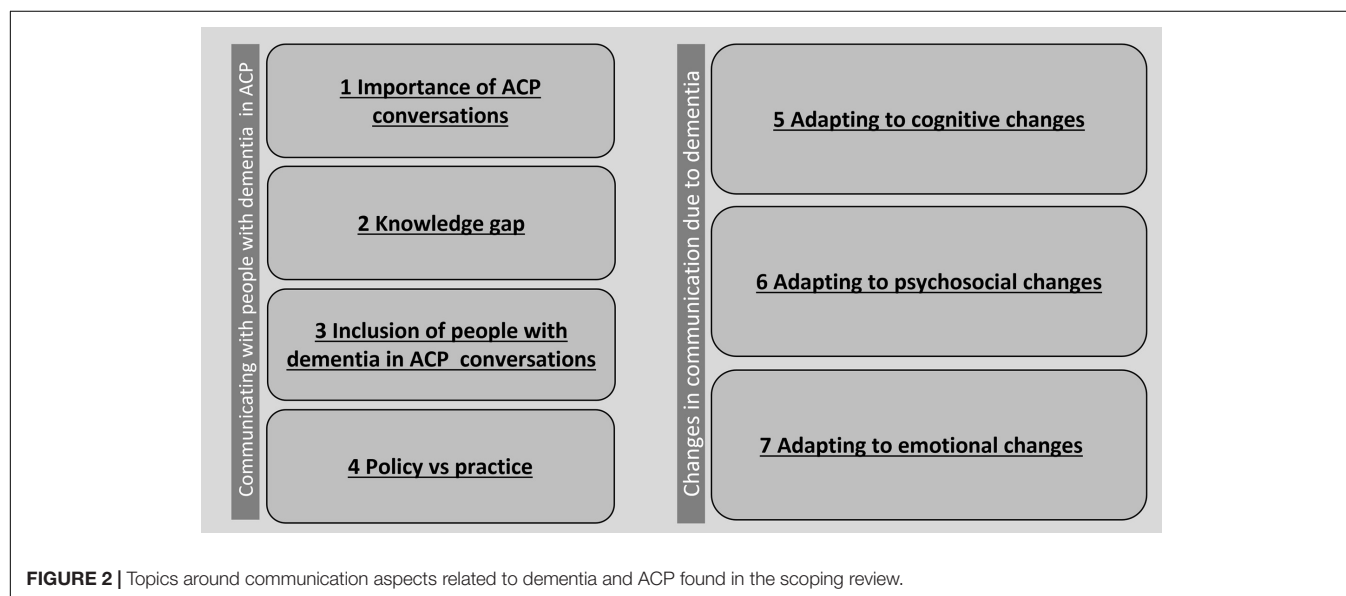 Communicating with people with dementia in ACP
1 Importance of ACP
conversations
2 Knowledge gap
3 Inclusion of people with
dementia in ACP conversations
4 Policy vs practice
Changes in communication due to dementia
5 Adapting to cognitive changes
6 Adapting to psychosocial changes
7 Adapting to emotional changes
FIGURE 2 | Topics around communication aspects related to dementia and ACP found in the scoping review.